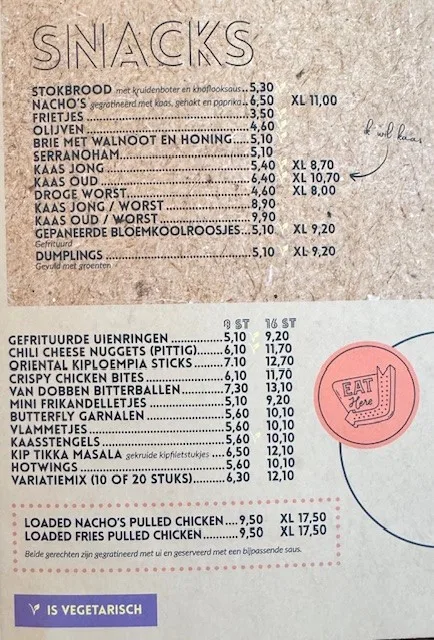 SNACKS
STOKBROOD met kruidenboter en knoflooksaus..5,30
NACHO'S gegratineerd met kaas, gehakt en paprika..6,50 XL 11,00
FRIETJES 3,50
OLIJVEN 4,60
BRIE MET WALNOOT EN HONING 5,10
SERRANOHAM 5,10
KAAS JONG 5,40 XL 8,70
KAAS OUD 6,40 XL 10,70
ik wil kaas
DROGE WORST 4,60 XL 8,00
KAAS JONG / WORST 8,90
KAAS OUD / WORST 9,90
GEPANEERDE BLOEMKOOLROOSJES..5,10 XL 9,20
Gefrituurd
DUMPLINGS 5,10 XL 9,20
Gevuld met groenten
8 ST 16 ST
GEFRITUURDE UIENRINGEN 5,10 9,20
CHILI CHEESE NUGGETS (PITTIG) 6,10 11,70
ORIENTAL KIPLOEMPIA STICKS 7,10 12,70
CRISPY CHICKEN BITES 6,10 11,70
VAN DOBBEN BITTERBALLEN 7,30 13,10
MINI FRIKANDELLETJES 5,10 9,20
BUTTERFLY GARNALEN 5,60 10,10
VLAMMETJES 5,60 10,10
KAASSTENGELS 5,60 10,10
KIP TIKKA MASALA gekruide kipfiletstukjes 6,50 12,10
HOTWINGS 5,60 10,10
VARIATIEMIX (10 OF 20 STUKS) 6,30 12,10
EAT
Here
LOADED NACHO'S PULLED CHICKEN....9,50 XL 17,50
LOADED FRIES PULLED CHICKEN 9,50 XL 17,50
Beide gerechten zijn gegratineerd met ui en geserveerd met een bijpassende saus.
IS VEGETARISCH